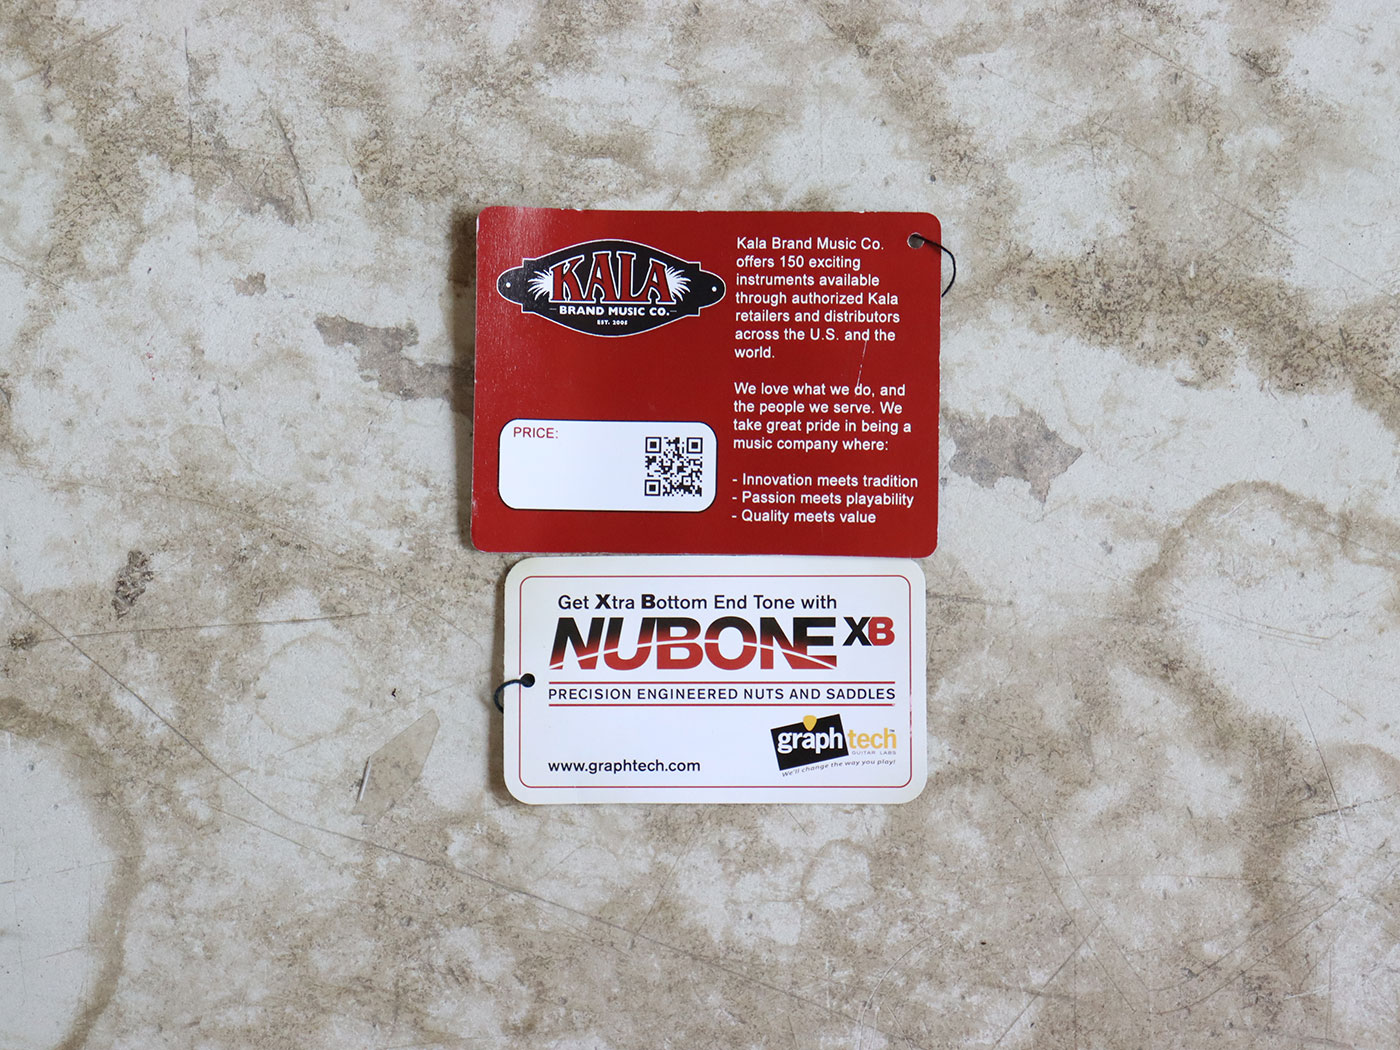 KALA
BRAND MUSIC CO.
EST. 2005
PRICE:
Kala Brand Music Co.
offers 150 exciting
instruments available
through authorized Kala
retailers and distributors
across the U.S. and the
world.
We love what we do, and
the people we serve. We
take great pride in being a
music company where:
- Innovation meets tradition
- Passion meets playability
- Quality meets value
Get Xtra Bottom End Tone with
NUBONE XB
PRECISION ENGINEERED NUTS AND SADDLES
www.graphtech.com
graph tech
GUITAR LABS
We'll change the way you play!